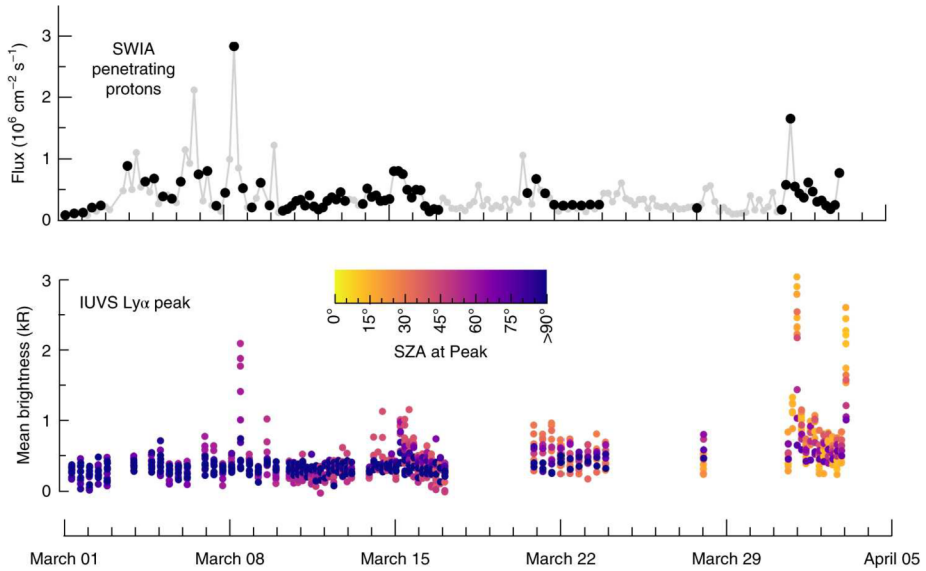 3
2
1
0
Flux (10⁶ cm⁻² s⁻¹)
SWIA
penetrating
protons
3
2
1
0
Mean brightness (kR)
IUVS Lyα peak
0°
15°
30°
45°
60°
75°
>90°
SZA at Peak
March 01 March 08 March 15 March 22 March 29 April 05